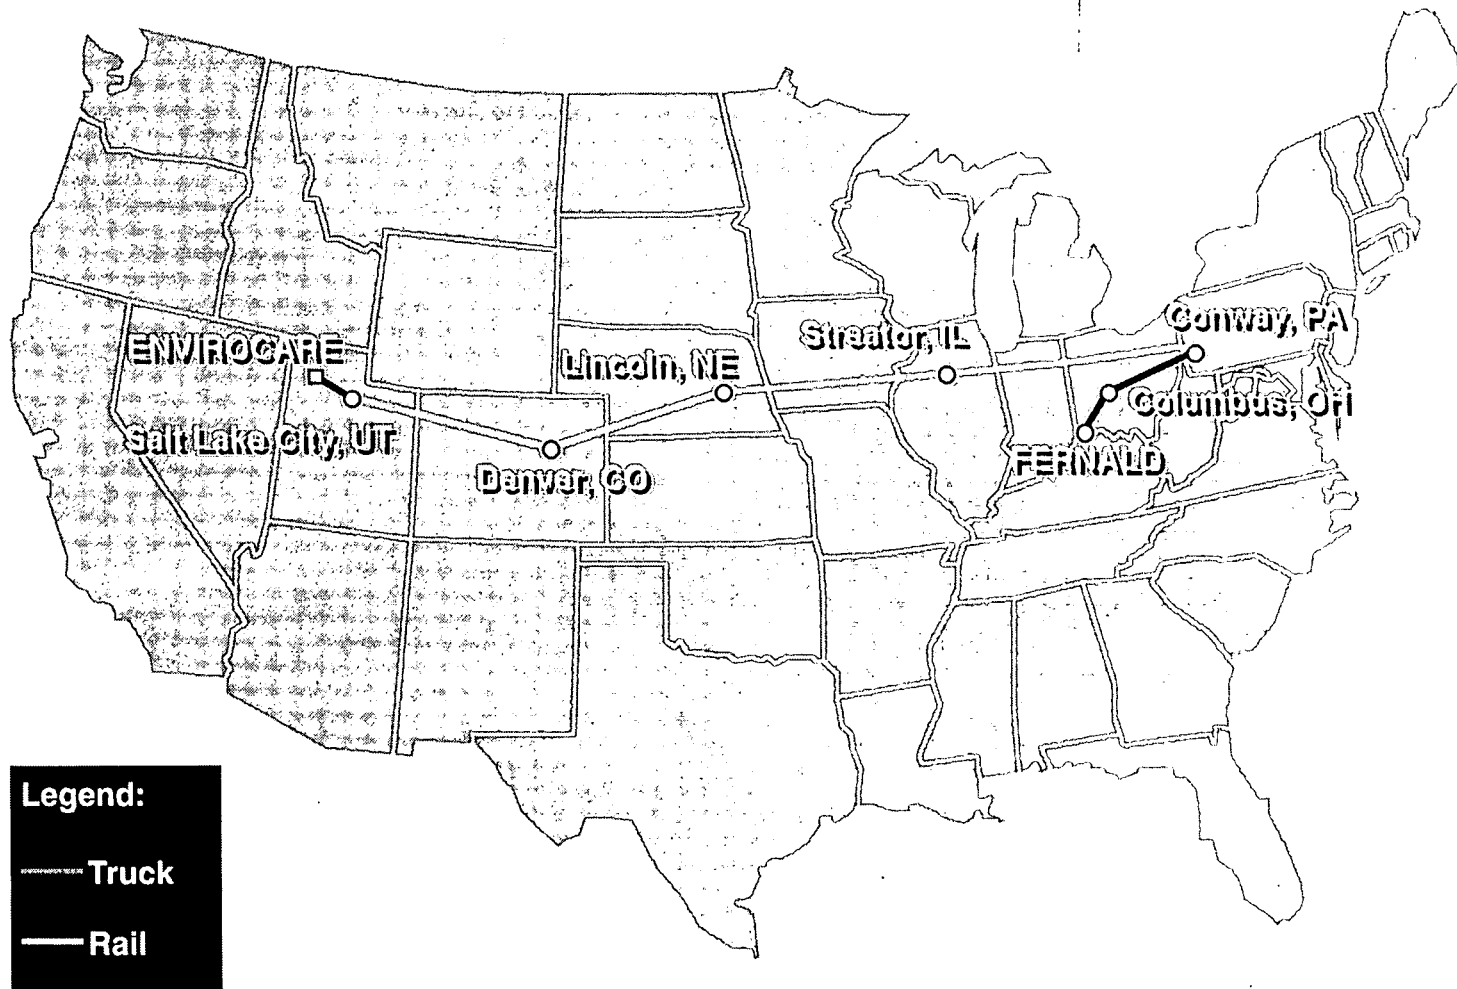 Conway, PA
Streator, IL
ENVIROCARE
Lincoln, NE
Columbus, OH
Salt Lake City, UT
FERNALD
Denver, CO
Legend:
Truck
Rail